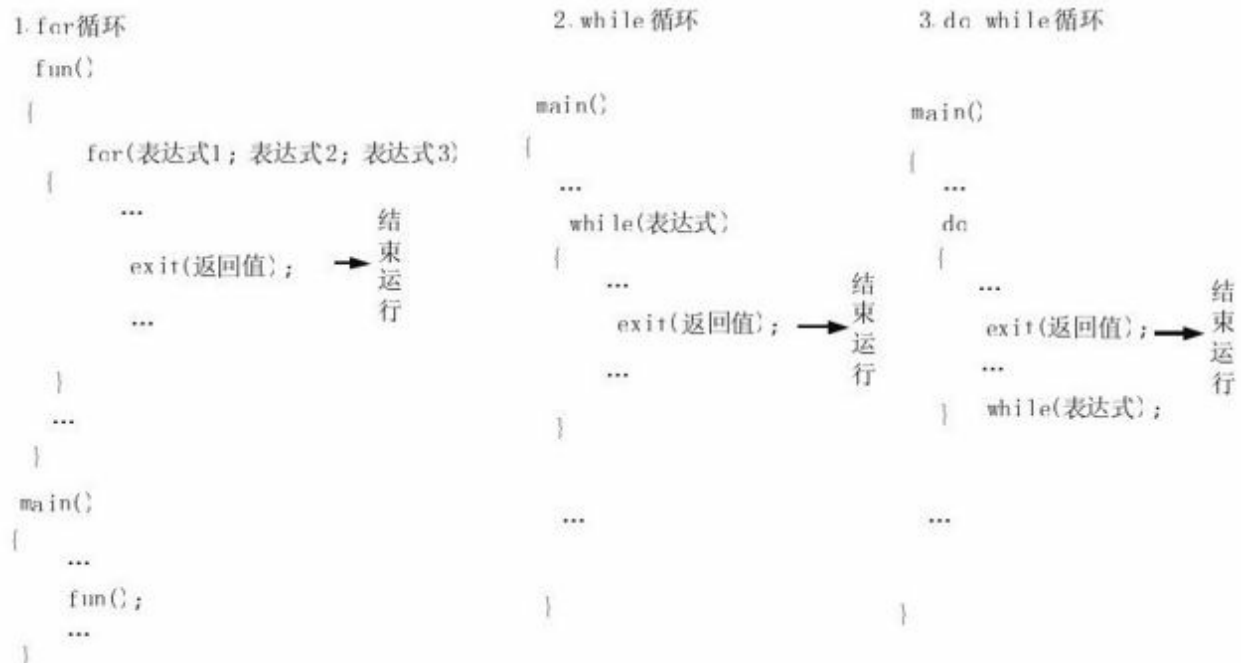 1.for循环
fun()
{
for(表达式1；表达式2；表达式3)
{
…
exit(返回值);
…
}
…
}
main()
{
…
fun();
…
}
结束运行
2.while循环
main()
{
…
while(表达式)
{
…
exit(返回值);
…
}
…
}
结束运行
3.do while循环
main()
{
…
do
{
…
exit(返回值);
…
} while(表达式);
…
}
结束运行